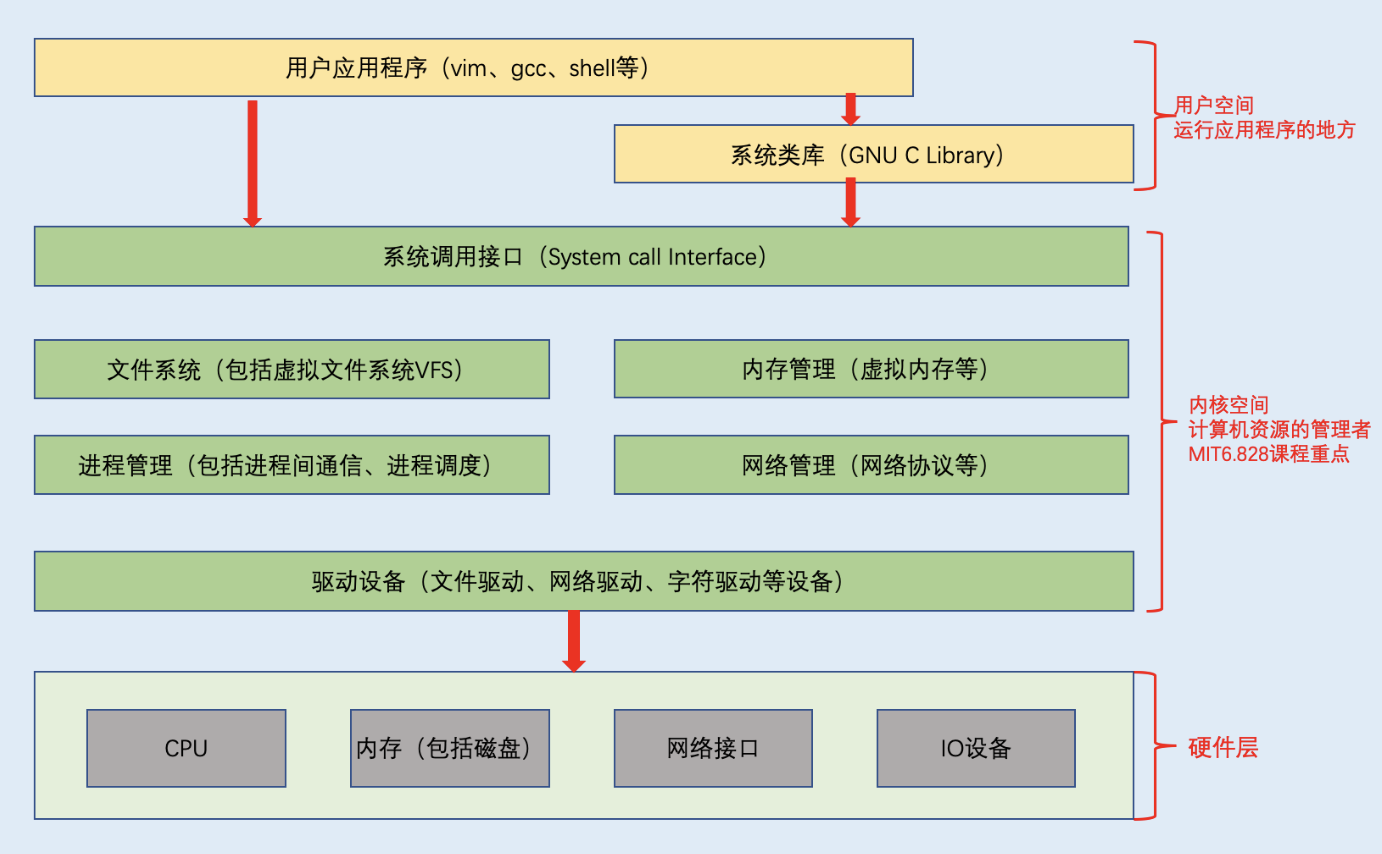 用户应用程序（vim、gcc、shell等）
系统类库（GNU C Library）
用户空间
运行应用程序的地方
系统调用接口（System call Interface）
文件系统（包括虚拟文件系统VFS）
内存管理（虚拟内存等）
进程管理（包括进程间通信、进程调度）
网络管理（网络协议等）
内核空间
计算机资源的管理者
MIT6.828课程重点
驱动设备（文件驱动、网络驱动、字符驱动等设备）
CPU
内存（包括磁盘）
网络接口
IO设备
硬件层